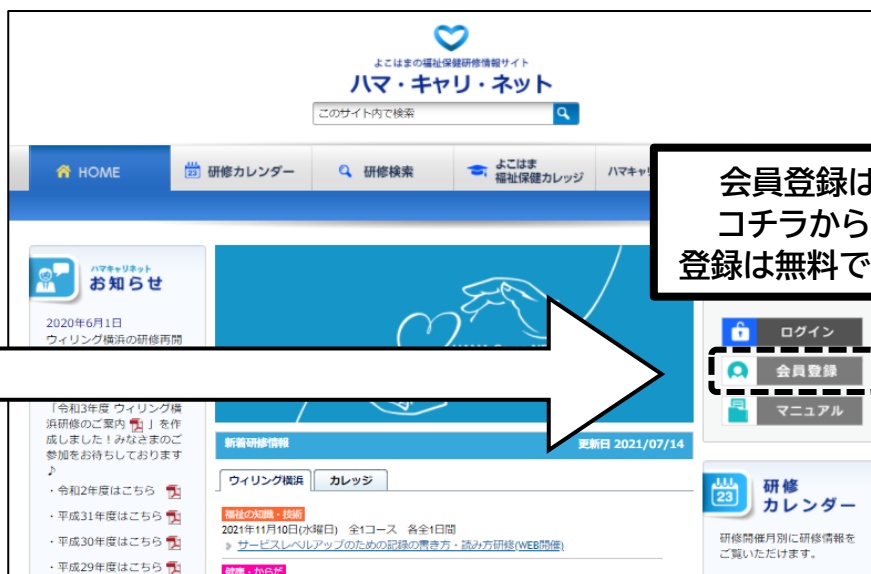 よこはまの福祉保健研修情報サイト
ハマ・キャリ・ネット
このサイト内で検索
HOME
研修カレンダー
研修検索
よこはま
福祉保健カレッジ
ハマキャリ
会員登録は
コチラから
登録は無料で
ハマキャリネット
お知らせ
2020年6月1日
ウィリング横浜の研修再開
「令和3年度 ウィリング横
浜研修のご案内 」を作
成しました！みなさまのご
参加をお待ちしております
♪
・令和2年度はこちら
・平成31年度はこちら
・平成30年度はこちら
・平成29年度はこちら
新着研修情報
更新日 2021/07/14
ウィリング横浜
カレッジ
福祉の知識・技術
2021年11月10日(水曜日) 全1コース 各全1日間
サービスレベルアップのための記録の書き方・読み方研修(WEB開催)
健康・からだ
ログイン
会員登録
マニュアル
23
研修
カレンダー
研修開催月別に研修情報を
ご覧いただけます。